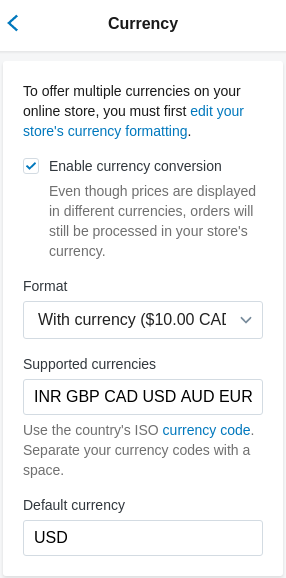 Currency
To offer multiple currencies on your
online store, you must first edit your
store's currency formatting.
Enable currency conversion
Even though prices are displayed
in different currencies, orders will
still be processed in your store's
currency.
Format
With currency ($10.00 CAD
Supported currencies
INR GBP CAD USD AUD EUR
Use the country's ISO currency code.
Separate your currency codes with a
space.
Default currency
USD